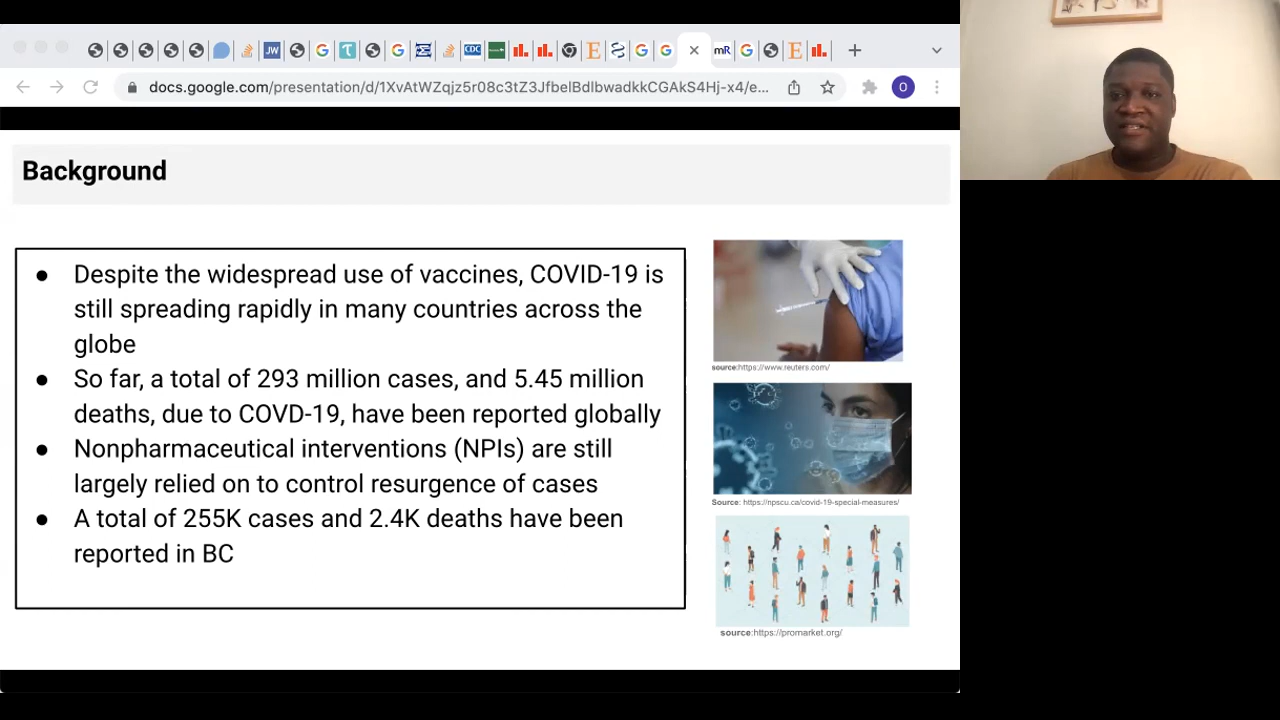 JW
CDC
mR
docs.google.com/presentation/d/1XvAtWZqjz5r08c3tZ3JfbelBdlbwadkkCGAkS4Hj-x4/e...
O
Background
● Despite the widespread use of vaccines, COVID-19 is
still spreading rapidly in many countries across the
globe
● So far, a total of 293 million cases, and 5.45 million
deaths, due to COVD-19, have been reported globally
● Nonpharmaceutical interventions (NPIs) are still
largely relied on to control resurgence of cases
● A total of 255K cases and 2.4K deaths have been
reported in BC
source:https://www.reuters.com/
Source: https://npscu.ca/covid-19-special-measures/
source:https://promarket.org/